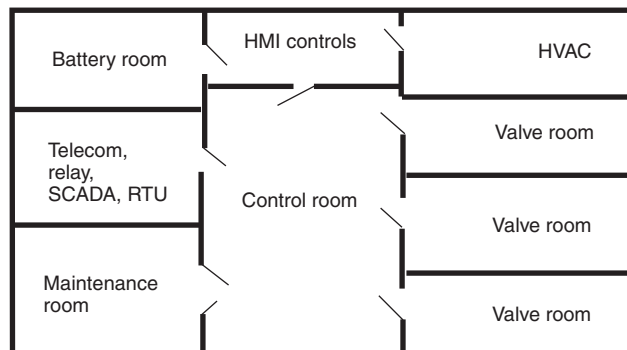 Battery room
HMI controls
HVAC
Telecom,
relay,
SCADA, RTU
Control room
Valve room
Valve room
Maintenance
room
Valve room